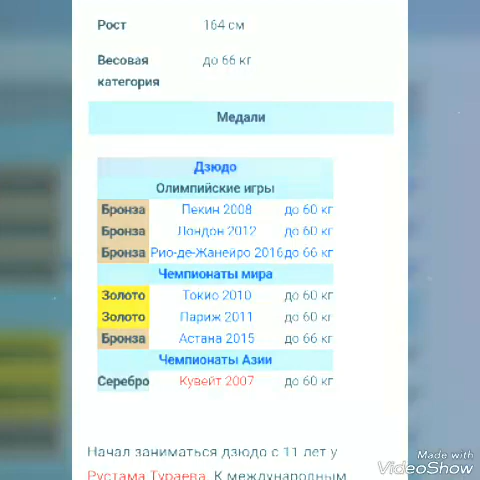 Рост 164 см
Весовая до 66 кг
категория
Медали
Дзюдо
Олимпийские игры
Бронза Пекин 2008 до 60 кг
Бронза Лондон 2012 до 60 кг
Бронза Рио-де-Жанейро 2016 до 66 кг
Чемпионаты мира
Золото Токио 2010 до 60 кг
Золото Париж 2011 до 60 кг
Бронза Астана 2015 до 66 кг
Чемпионаты Азии
Серебро Кувейт 2007 до 60 кг
Начал заниматься дзюдо с 11 лет у
Рустама Тураева. К международным
Made with
VideoShow